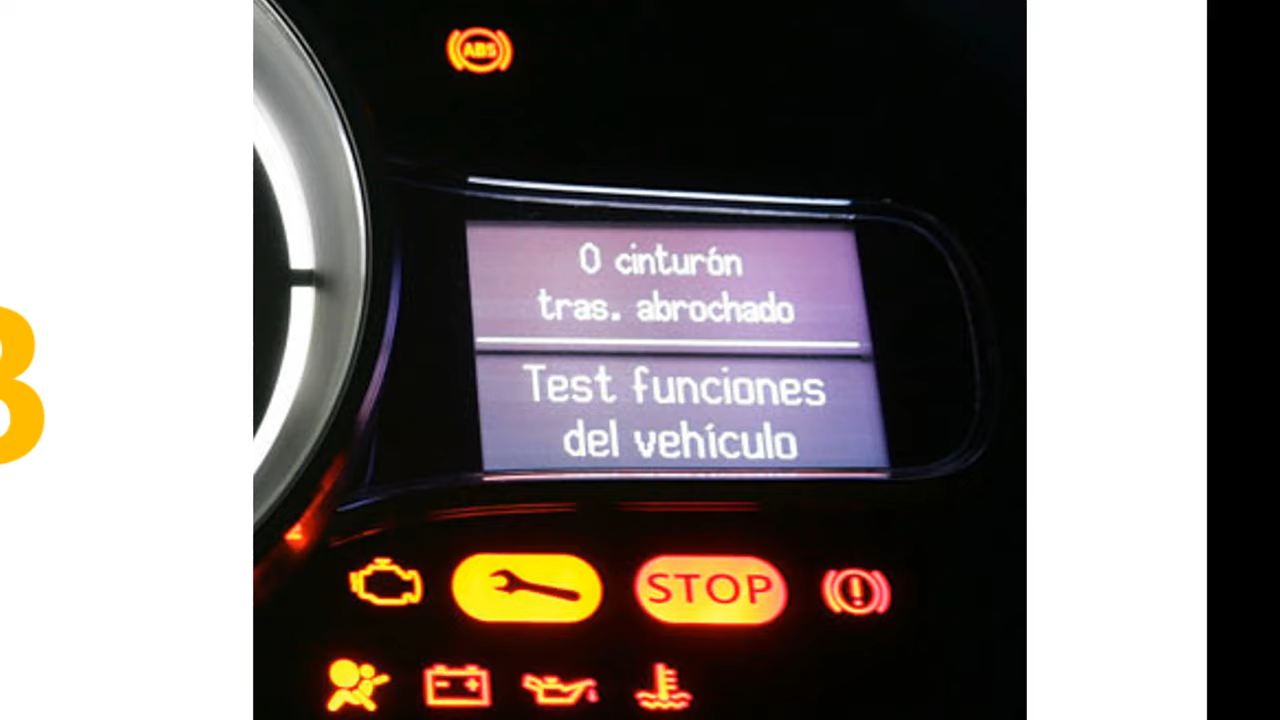 ABS
0 cinturón
tras. abrochado
Test funciones
del vehículo
STOP